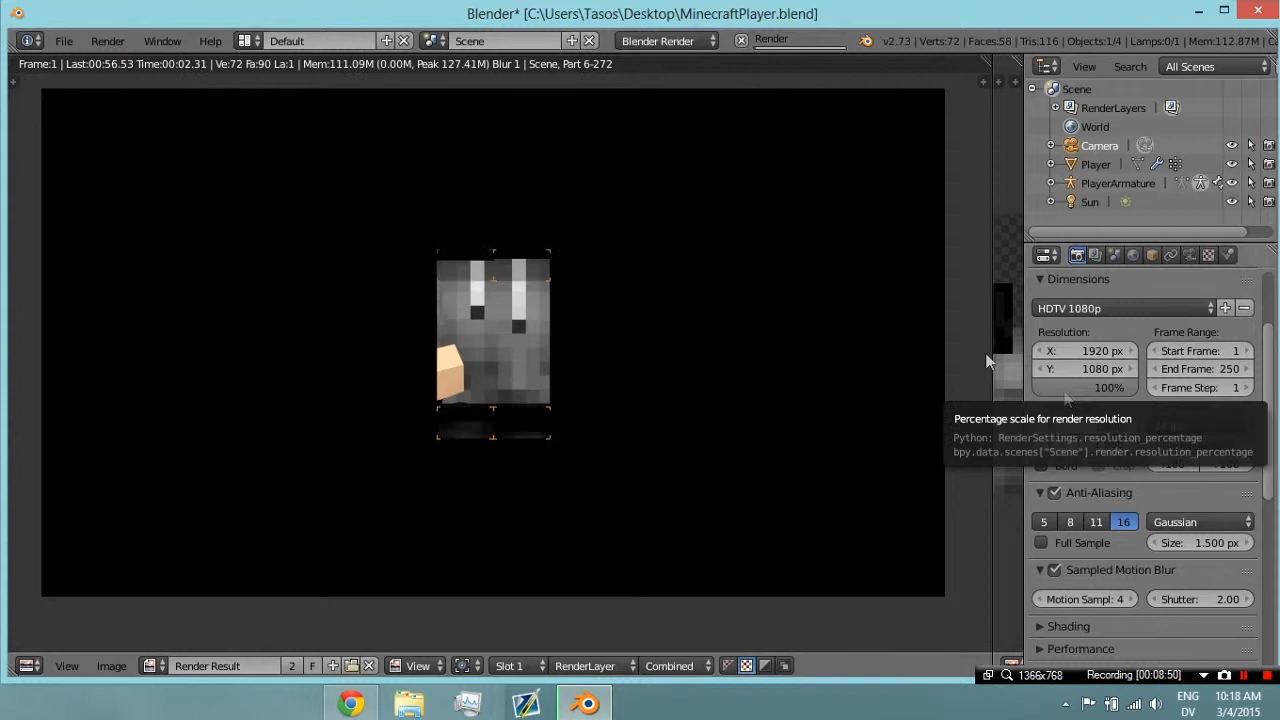 Blender* [C:\Users\Tasos\Desktop\MinecraftPlayer.blend]
File Render Window Help Default Scene Blender Render Render v2.73 | Verts:72 | Faces:58 | Tris:116 | Objects:1/4 | Lamps:0/1 | Mem:112.87M |
Frame:1 | Last:00:56.53 Time:00:02.31 | Ve:72 Fa:90 La:1 | Mem:111.09M (0.00M, Peak 127.41M) Blur 1 | Scene, Part 6-272
View Search All Scenes
Scene
RenderLayers
World
Camera
Player
PlayerArmature
Sun
Dimensions
HDTV 1080p
Resolution: Frame Range:
X: 1920 px Start Frame: 1
Y: 1080 px End Frame: 250
100% Frame Step: 1
Percentage scale for render resolution
Python: RenderSettings.resolution_percentage
bpy.data.scenes["Scene"].render.resolution_percentage
Anti-Aliasing
5 8 11 16 Gaussian
Full Sample Size: 1.500 px
Sampled Motion Blur
Motion Sampl: 4 Shutter: 2.00
Shading
Performance
View Image Render Result 2 F View Slot 1 RenderLayer Combined
1366x768 Recording [00:08:50]
ENG 10:18 AM
DV 3/4/2015